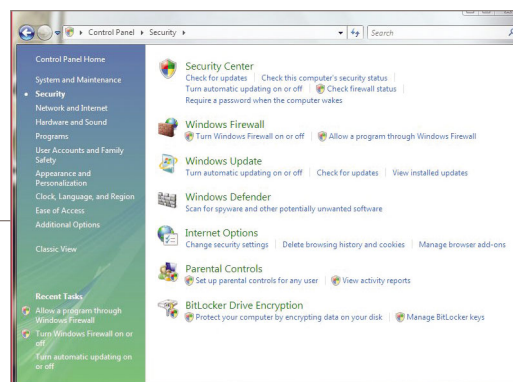 Control Panel ▸ Security ▸
Search
Control Panel Home
System and Maintenance
Security
Network and Internet
Hardware and Sound
Programs
User Accounts and Family
Safety
Appearance and
Personalization
Clock, Language, and Region
Ease of Access
Additional Options
Classic View
Recent Tasks
Allow a program through
Windows Firewall
Turn Windows Firewall on or
off
Turn automatic updating on
or off
Security Center
Check for updates | Check this computer's security status |
Turn automatic updating on or off | Check firewall status |
Require a password when the computer wakes
Windows Firewall
Turn Windows Firewall on or off | Allow a program through Windows Firewall
Windows Update
Turn automatic updating on or off | Check for updates | View installed updates
Windows Defender
Scan for spyware and other potentially unwanted software
Internet Options
Change security settings | Delete browsing history and cookies | Manage browser add-ons
Parental Controls
Set up parental controls for any user | View activity reports
BitLocker Drive Encryption
Protect your computer by encrypting data on your disk | Manage BitLocker keys